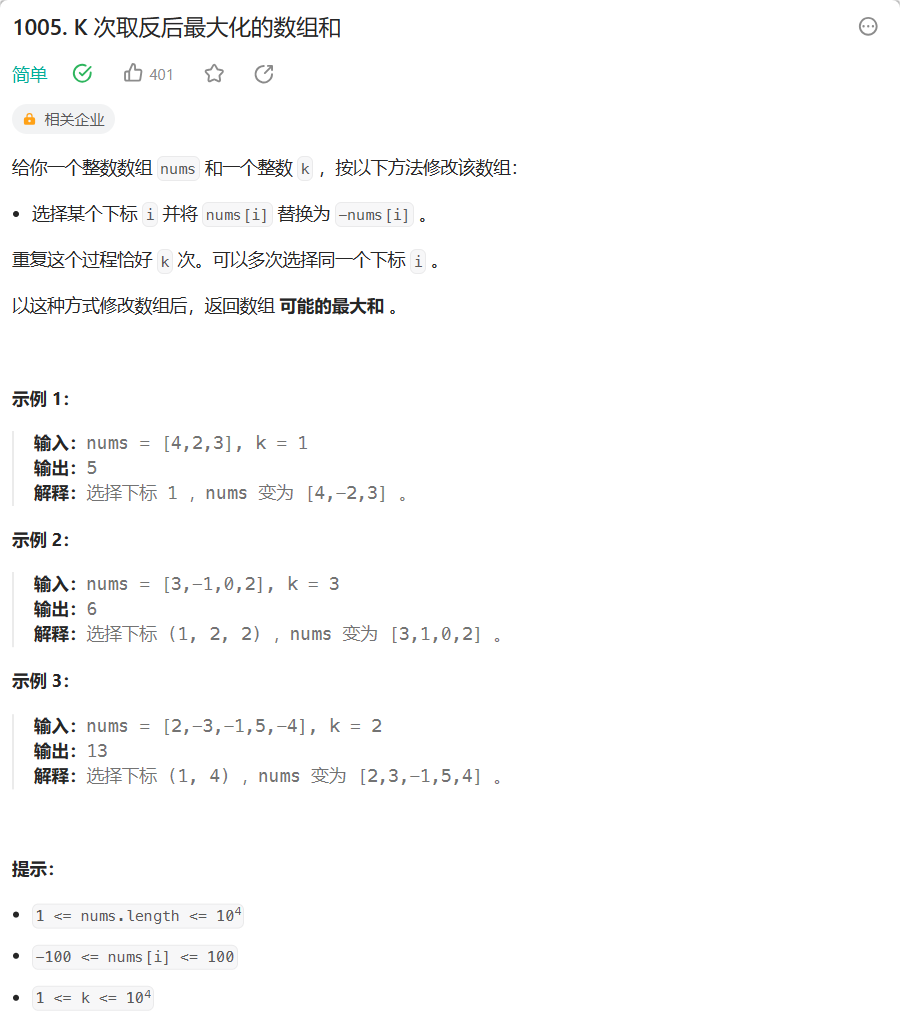 1005. K 次取反后最大化的数组和
简单 401
相关企业
给你一个整数数组 nums 和一个整数 k ，按以下方法修改该数组：
• 选择某个下标 i 并将 nums[i] 替换为 -nums[i] 。
重复这个过程恰好 k 次。可以多次选择同一个下标 i 。
以这种方式修改数组后，返回数组 可能的最大和 。
示例 1：
输入：nums = [4,2,3], k = 1
输出：5
解释：选择下标 1 ，nums 变为 [4,-2,3] 。
示例 2：
输入：nums = [3,-1,0,2], k = 3
输出：6
解释：选择下标 (1, 2, 2) ，nums 变为 [3,1,0,2] 。
示例 3：
输入：nums = [2,-3,-1,5,-4], k = 2
输出：13
解释：选择下标 (1, 4) ，nums 变为 [2,3,-1,5,4] 。
提示：
• 1 <= nums.length <= 10⁴
• -100 <= nums[i] <= 100
• 1 <= k <= 10⁴